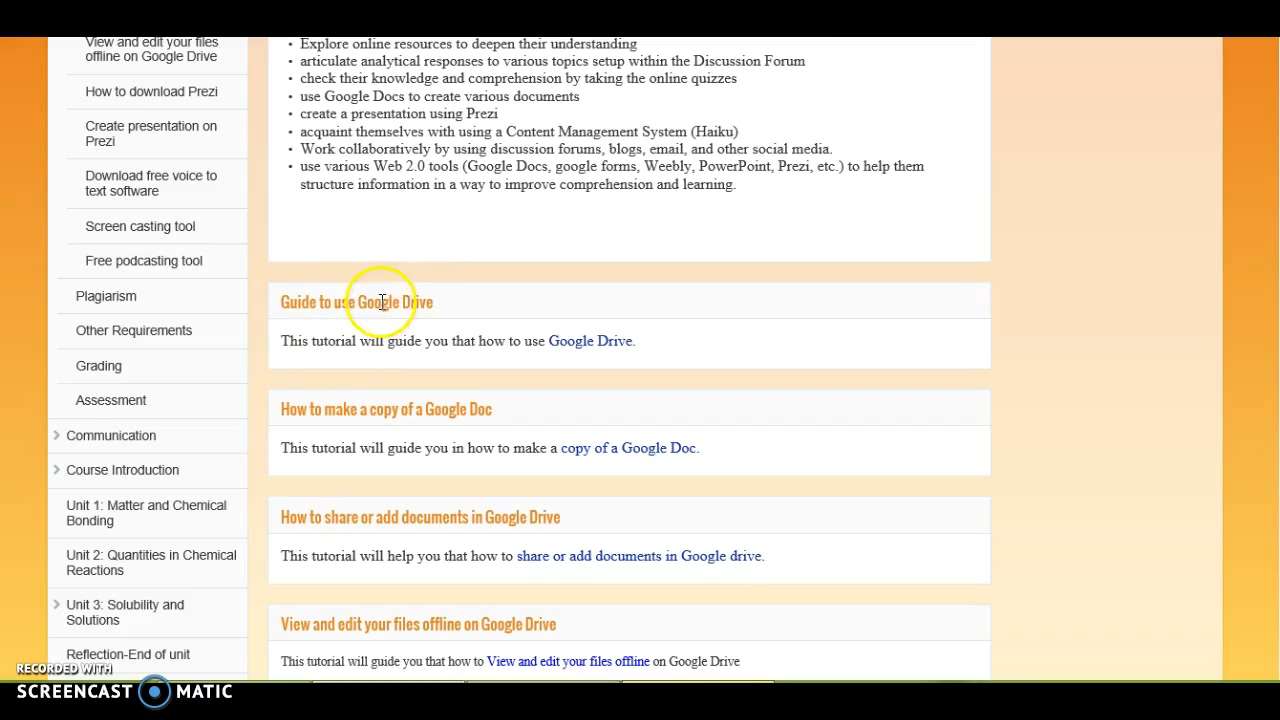 View and edit your files
offline on Google Drive
How to download Prezi
Create presentation on
Prezi
Download free voice to
text software
Screen casting tool
Free podcasting tool
Plagiarism
Other Requirements
Grading
Assessment
Communication
Course Introduction
Unit 1: Matter and Chemical
Bonding
Unit 2: Quantities in Chemical
Reactions
Unit 3: Solubility and
Solutions
Reflection-End of unit
• Explore online resources to deepen their understanding
• articulate analytical responses to various topics setup within the Discussion Forum
• check their knowledge and comprehension by taking the online quizzes
• use Google Docs to create various documents
• create a presentation using Prezi
• acquaint themselves with using a Content Management System (Haiku)
• Work collaboratively by using discussion forums, blogs, email, and other social media.
• use various Web 2.0 tools (Google Docs, google forms, Weebly, PowerPoint, Prezi, etc.) to help them
structure information in a way to improve comprehension and learning.
Guide to use Google Drive
This tutorial will guide you that how to use Google Drive.
How to make a copy of a Google Doc
This tutorial will guide you in how to make a copy of a Google Doc.
How to share or add documents in Google Drive
This tutorial will help you that how to share or add documents in Google drive.
View and edit your files offline on Google Drive
This tutorial will guide you that how to View and edit your files offline on Google Drive
RECORDED WITH
SCREENCAST MATIC